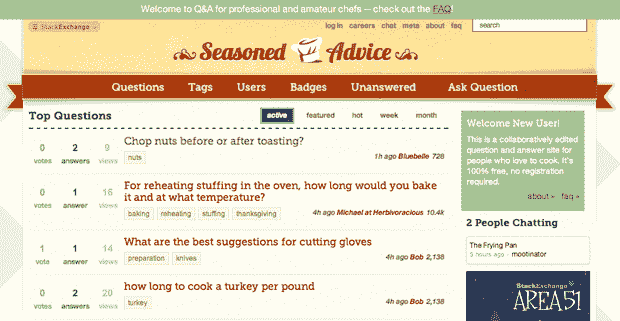 Welcome to Q&A for professional and amateur chefs -- check out the FAQ!
StackExchange
log in careers chat meta about faq
search
Seasoned Advice
Questions Tags Users Badges Unanswered Ask Question
Top Questions
active featured hot week month
0 votes 2 answers 9 views
Chop nuts before or after toasting?
nuts
1h ago Bluebelle 728
0 votes 1 answer 16 views
For reheating stuffing in the oven, how long would you bake
it and at what temperature?
baking reheating stuffing thanksgiving
4h ago Michael at Herbivoracious 10.4k
1 vote 1 answer 14 views
What are the best suggestions for cutting gloves
preparation knives
4h ago Bob 2,138
0 votes 2 answers 20 views
how long to cook a turkey per pound
turkey
4h ago Bob 2,138
Welcome New User!
This is a collaboratively edited
question and answer site for
people who love to cook. It's
100% free, no registration
required.
about » faq »
2 People Chatting
The Frying Pan
5 hours ago - mootinator
StackExchange
AREA51